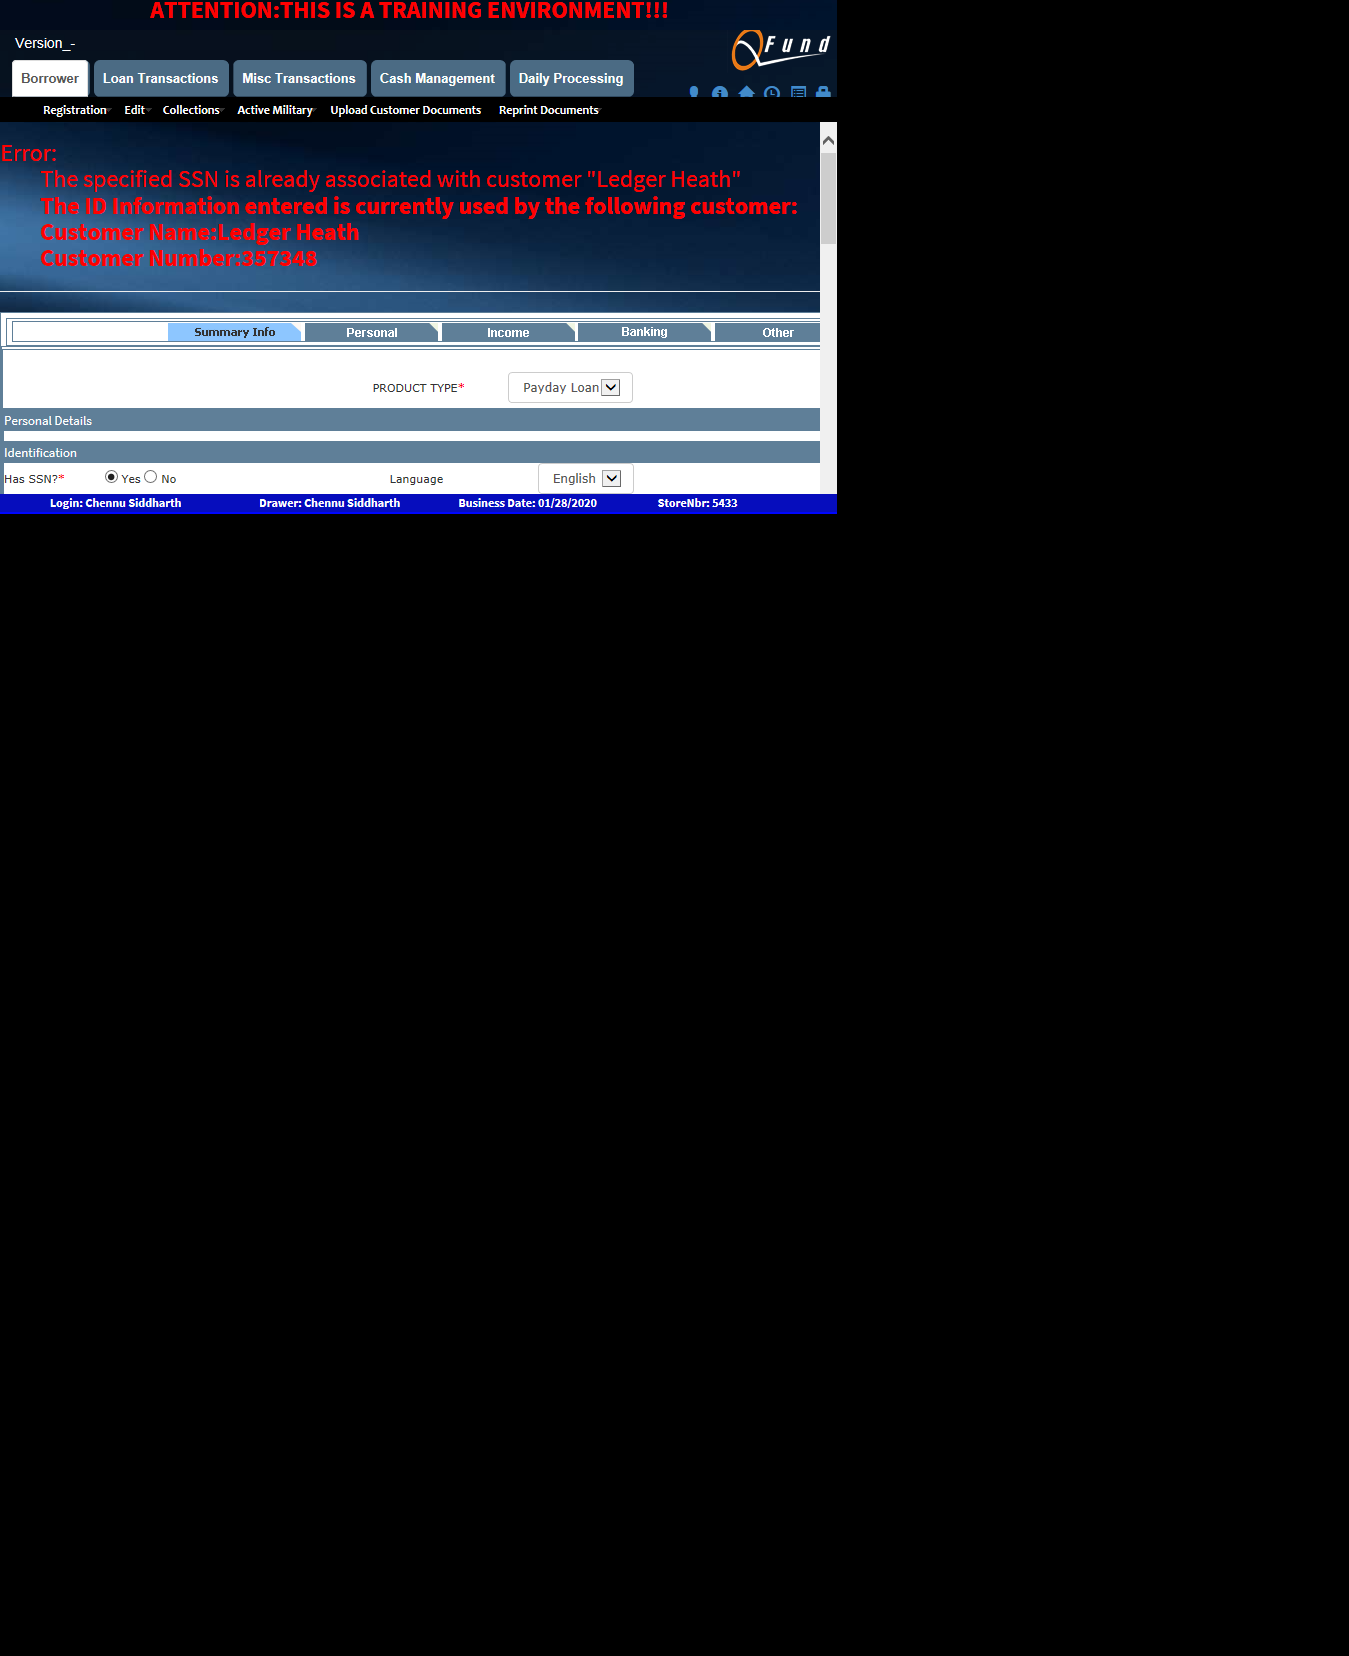 ATTENTION:THIS IS A TRAINING ENVIRONMENT!!!
Version_-
QFund
Borrower Loan Transactions Misc Transactions Cash Management Daily Processing
Registration Edit Collections Active Military Upload Customer Documents Reprint Documents
Error:
The specified SSN is already associated with customer "Ledger Heath"
The ID Information entered is currently used by the following customer:
Customer Name:Ledger Heath
Customer Number:357348
Summary Info Personal Income Banking Other
PRODUCT TYPE* Payday Loan
Personal Details
Identification
Has SSN?* Yes No Language English
Login: Chennu Siddharth Drawer: Chennu Siddharth Business Date: 01/28/2020 StoreNbr: 5433